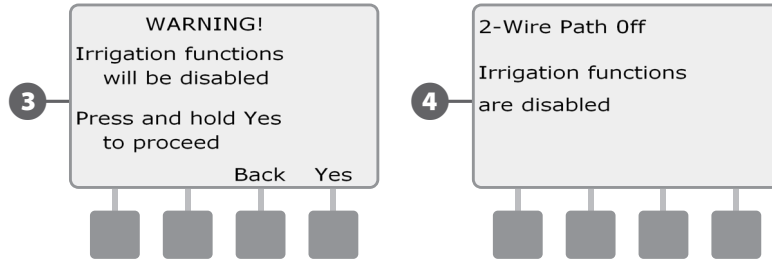 WARNING!
Irrigation functions
will be disabled
Press and hold Yes
to proceed
Back Yes
3
2-Wire Path Off
Irrigation functions
are disabled
4